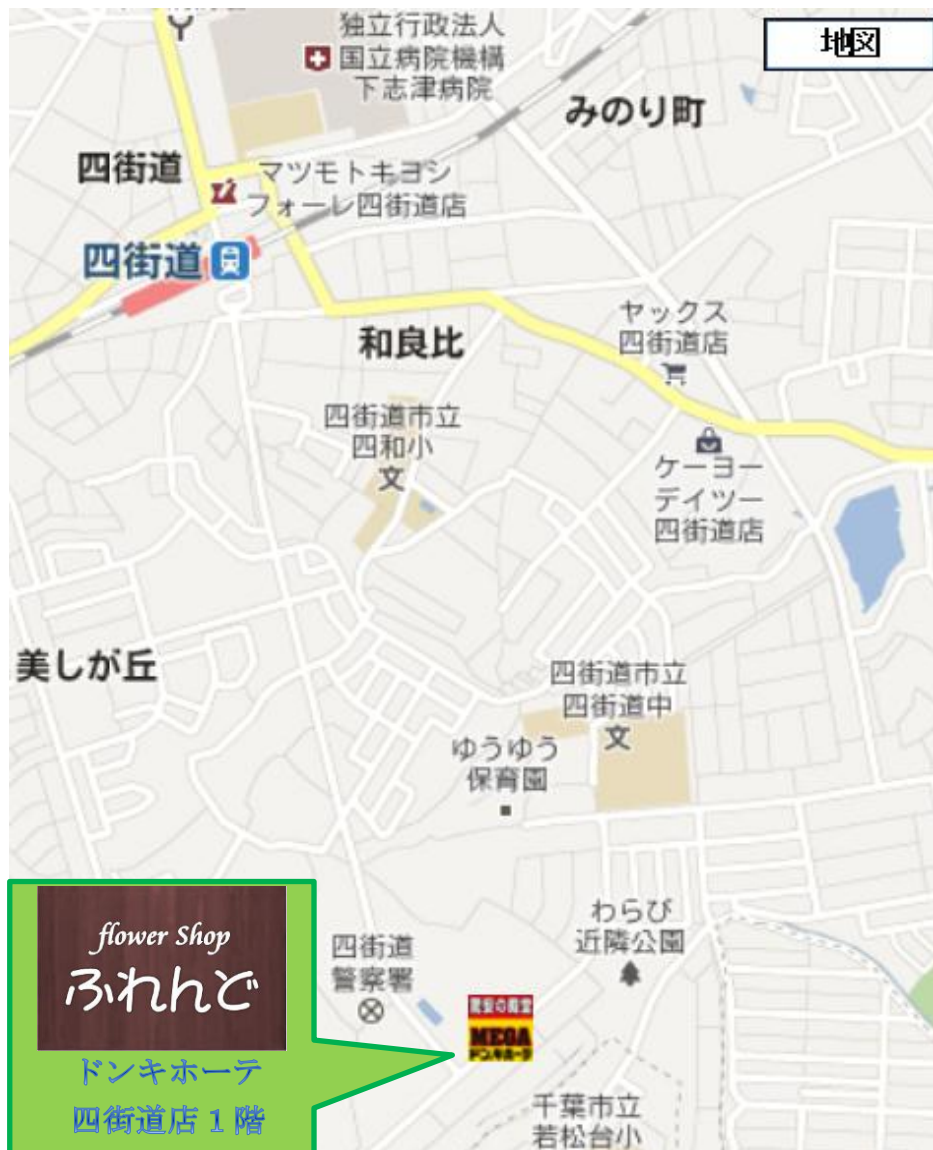 独立行政法人
国立病院機構
下志津病院
地図
みのり町
四街道
マツモトキヨシ
フォーレ四街道店
四街道
ヤックス
四街道店
和良比
四街道市立
四和小
文
ケーヨー
デイツー
四街道店
美しが丘
四街道市立
四街道中
文
ゆうゆう
保育園
flower Shop
ふれんど
ドンキホーテ
四街道店1階
四街道
警察署
わらび
近隣公園
MEGA
ドンキホーテ
千葉市立
若松台小